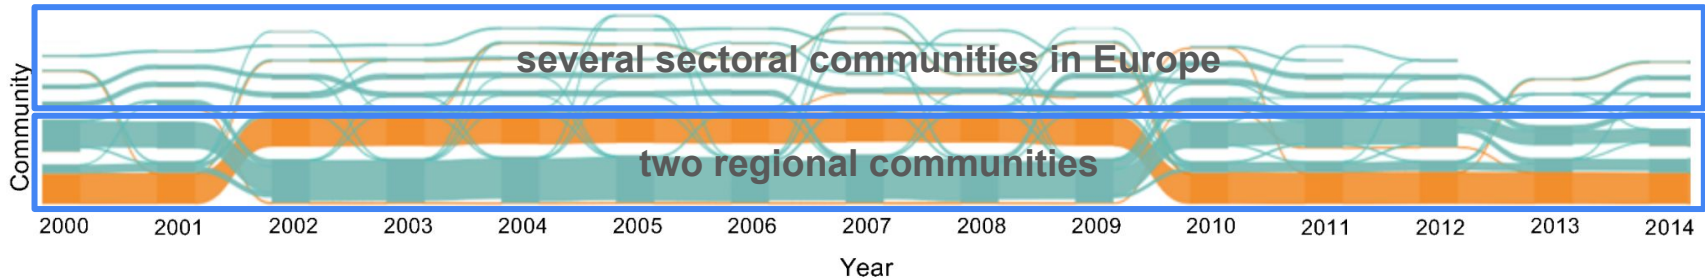 several sectoral communities in Europe
Community
two regional communities
2000 2001 2002 2003 2004 2005 2006 2007 2008 2009 2010 2011 2012 2013 2014
Year